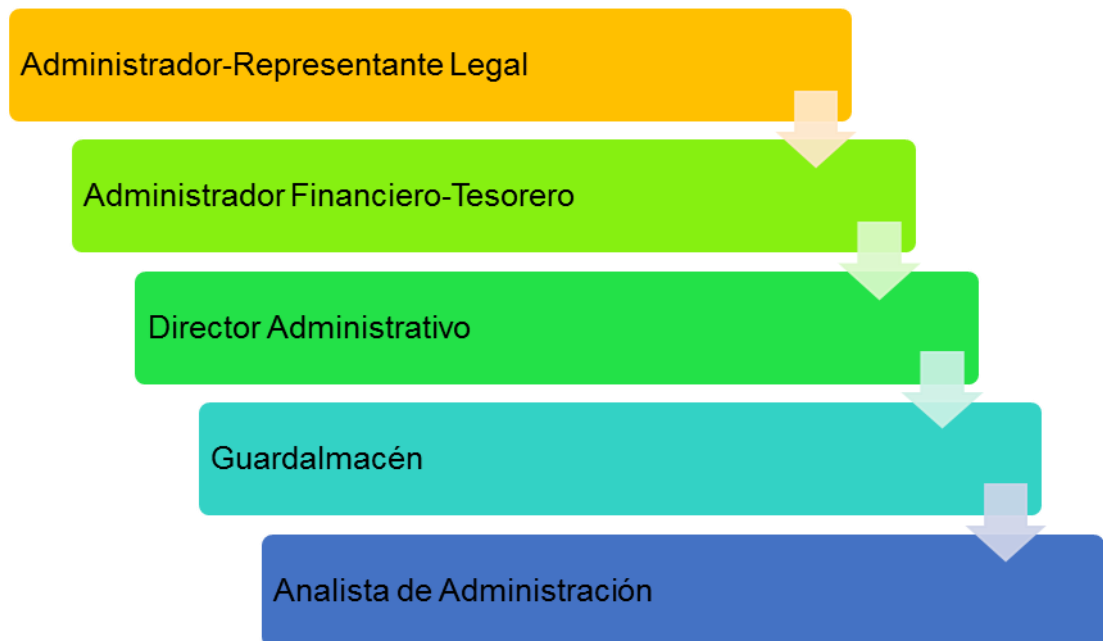 Administrador-Representante Legal
Administrador Financiero-Tesorero
Director Administrativo
Guardalmacén
Analista de Administración